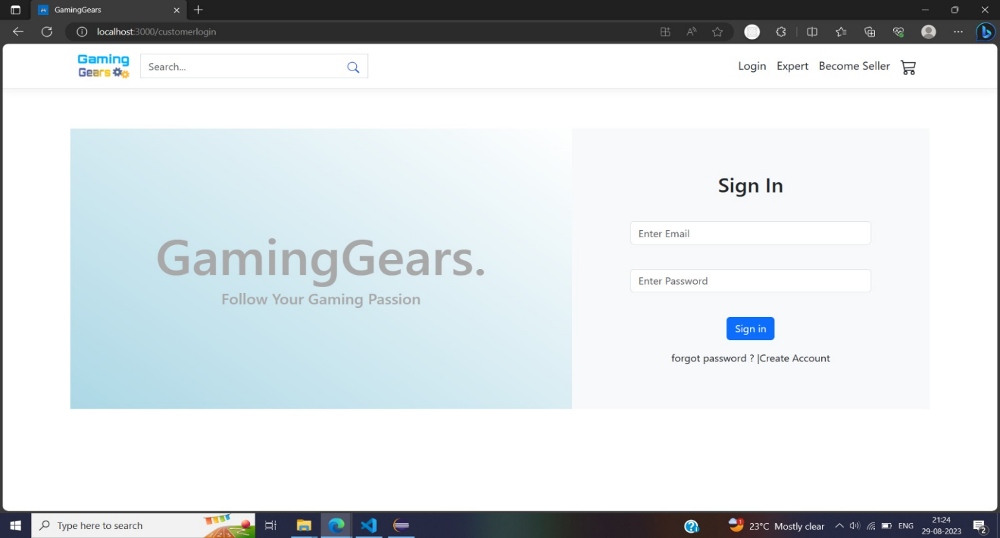 GamingGears
localhost:3000/customerlogin
Gaming
Gears
Search...
Login Expert Become Seller
Sign In
Enter Email
GamingGears.
Enter Password
Follow Your Gaming Passion
Sign in
forgot password ? |Create Account
Type here to search
1
23°C Mostly clear
ENG
21:24
29-08-2023
2